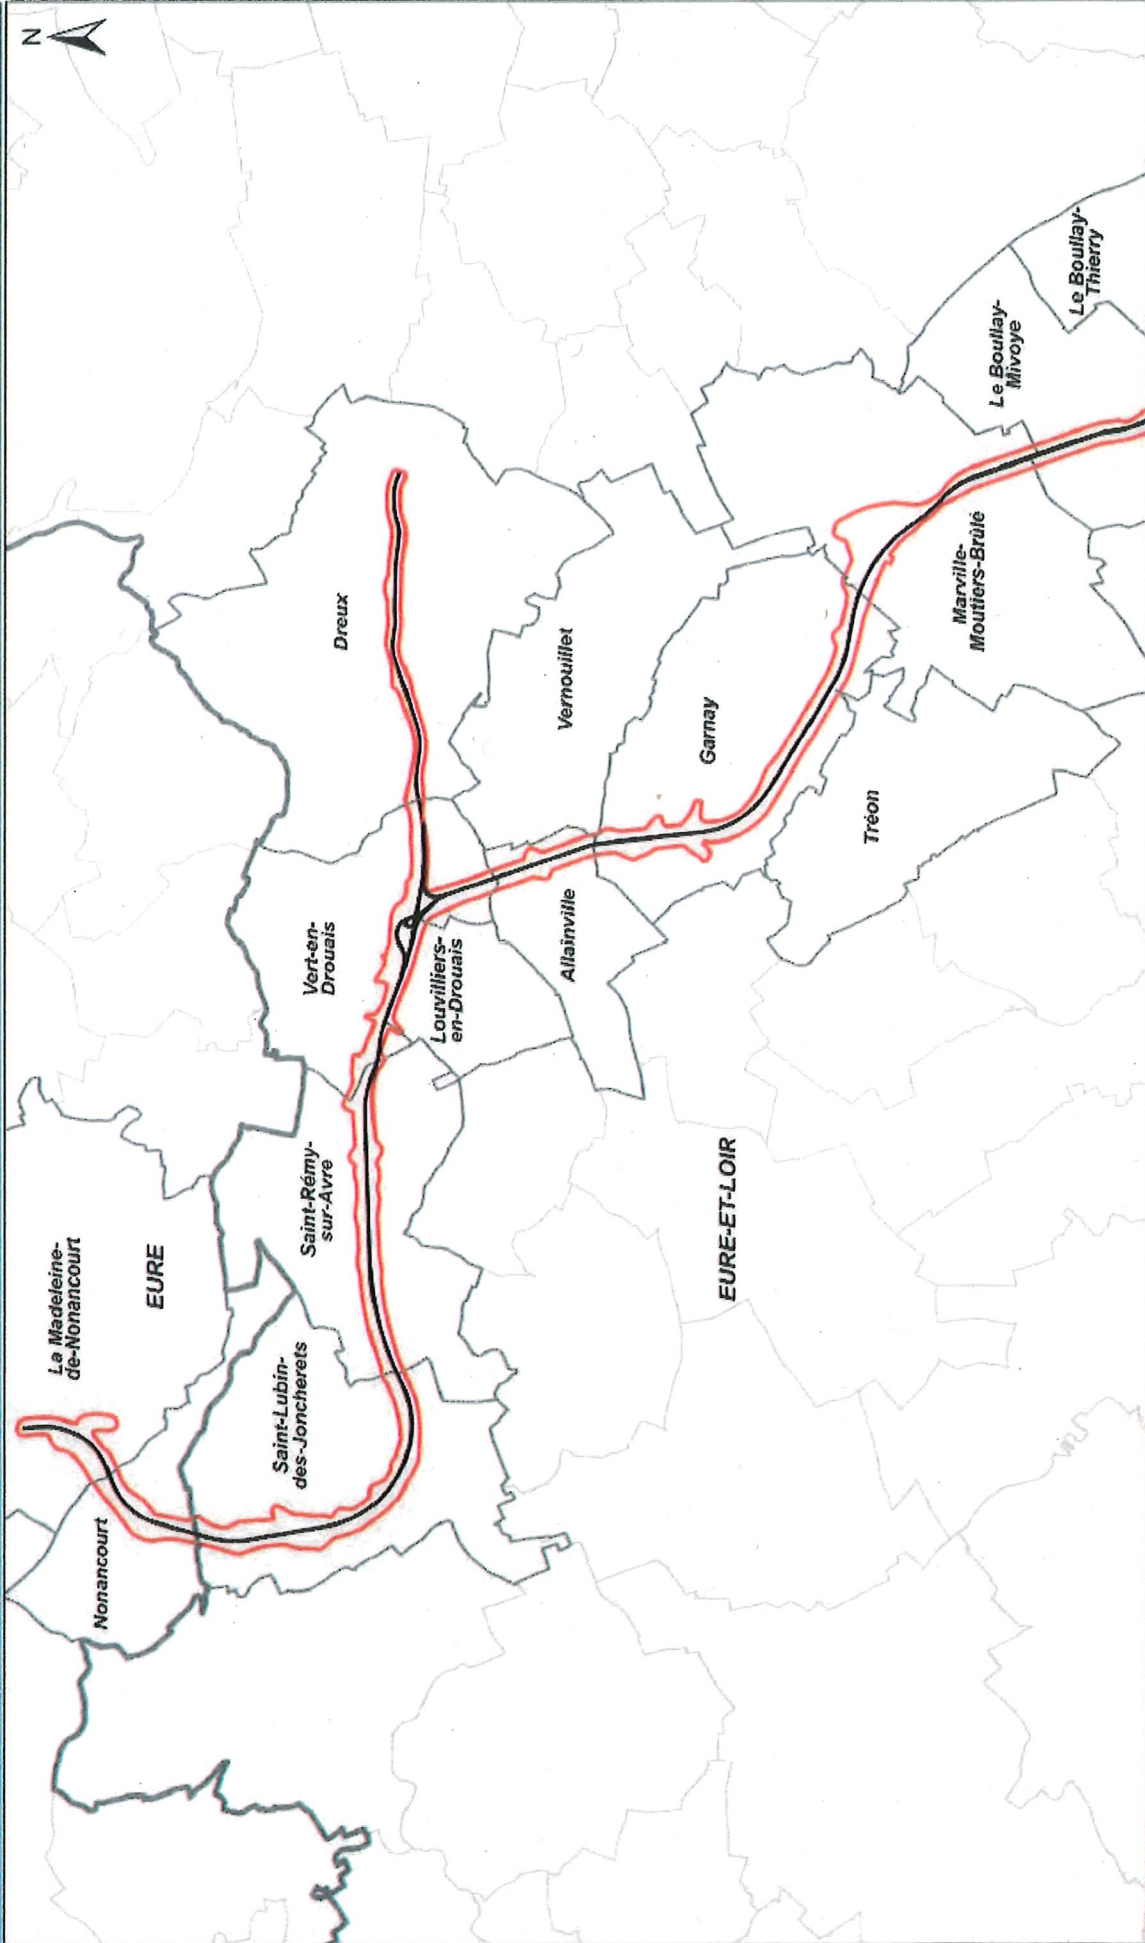 N
La Madeleine-
de-Nonancourt
Nonancourt
EURE
Saint-Lubin-
des-Joncherets
Saint-Rémy-
sur-Avre
Vert-en-
Drouais
Dreux
Louvilliers-
en-Drouais
Allainville
Vernouillet
Garnay
EURE-ET-LOIR
Tréon
Marville-
Moutiers-Brûlé
Le Boullay-
Mivoye
Le Boullay-
Thierry